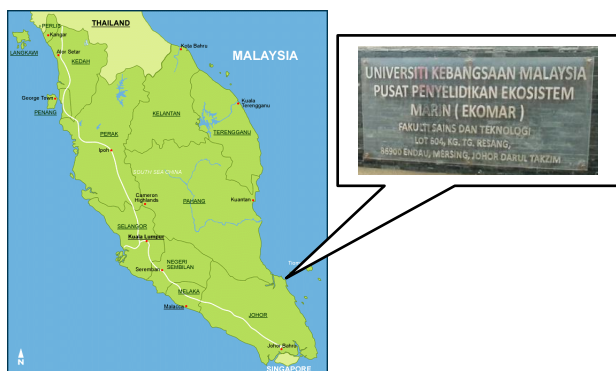 THAILAND
PERLIS
Kangar
LANGKAWI
Alor Setar
KEDAH
Kota Bahru
MALAYSIA
George Town
PENANG
Kuala
Terengganu
KELANTAN
TERENGGANU
PERAK
Ipoh
SOUTH SEA CHINA
Cameron
Highlands
PAHANG
Kuantan
SELANGOR
Kuala Lumpur
NEGERI
SEMBILAN
Seremban
MELAKA
Malacca
JOHOR
Johor Bahru
SINGAPORE
N
UNIVERSITI KEBANGSAAN MALAYSIA
PUSAT PENYELIDIKAN EKOSISTEM
MARIN ( EKOMAR )
FAKULTI SAINS DAN TEKNOLOGI
LOT 604, KG. TG. RESANG,
86900 ENDAU, MERSING, JOHOR DARUL TAKZIM